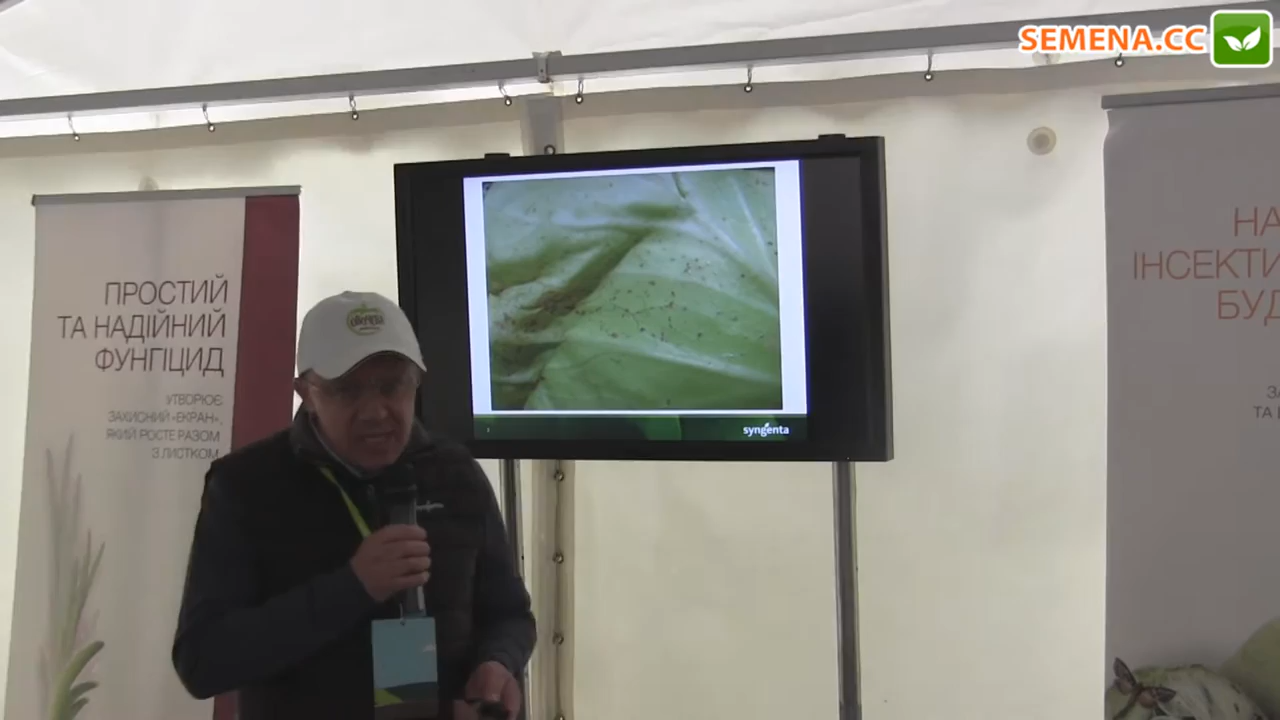 SEMENA.CC
ПРОСТИЙ
ТА НАДІЙНИЙ
ФУНГІЦИД
УТВОРЮЄ
ЗАХИСНИЙ «ЕКРАН»,
ЯКИЙ РОСТЕ РАЗОМ
З ЛИСТКОМ
syngenta
НА
ІНСЕКТИ
БУД
ЗА
ТА